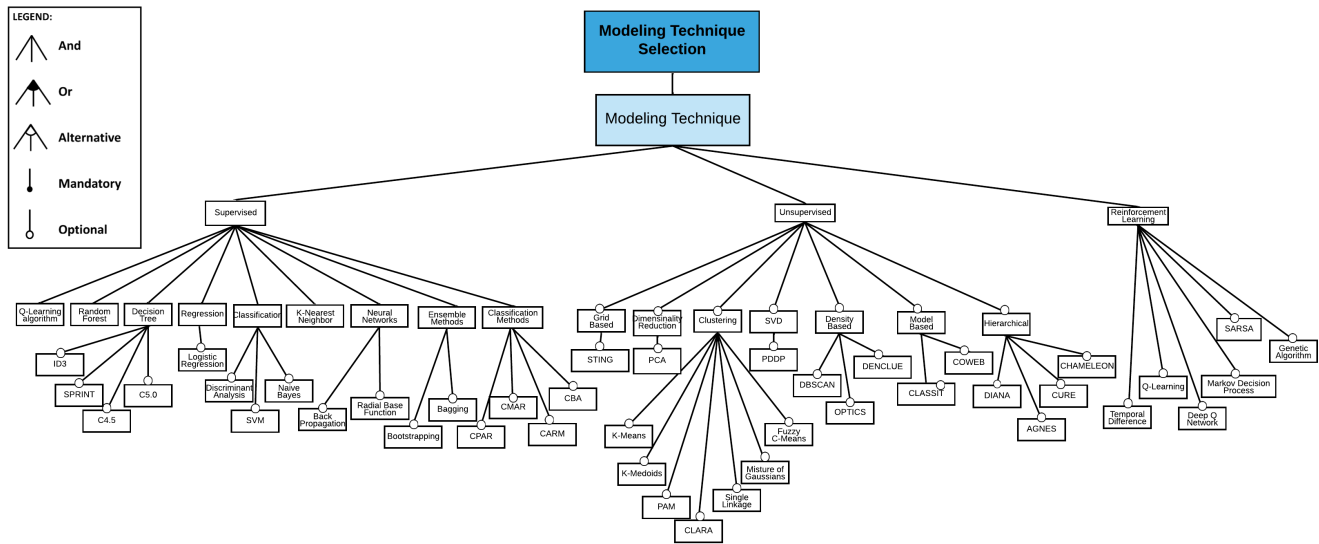 LEGEND:
And
Or
Alternative
Mandatory
Optional
Modeling Technique
Selection
Modeling Technique
Supervised
Unsupervised
Reinforcement
Learning
Q-Learning
algorithm
Random
Forest
Decision
Tree
Regression
Classification
K-Nearest
Neighbor
Neural
Networks
Ensemble
Methods
Classification
Methods
Grid
Based
Dimensinality
Reduction
Clustering
SVD
Density
Based
Model
Based
Hierarchical
ID3
SPRINT
C4.5
C5.0
Logistic
Regression
Discriminant
Analysis
SVM
Naive
Bayes
Back
Propagation
Radial Base
Function
Bootstrapping
Bagging
CPAR
CMAR
CARM
CBA
STING
PCA
K-Means
K-Medoids
PAM
CLARA
Single
Linkage
Misture of
Gaussians
Fuzzy
C-Means
PDDP
DBSCAN
OPTICS
DENCLUE
CLASSIT
COWEB
DIANA
AGNES
CURE
CHAMELEON
Temporal
Difference
Q-Learning
Deep Q
Network
Markov Decision
Process
SARSA
Genetic
Algorithm